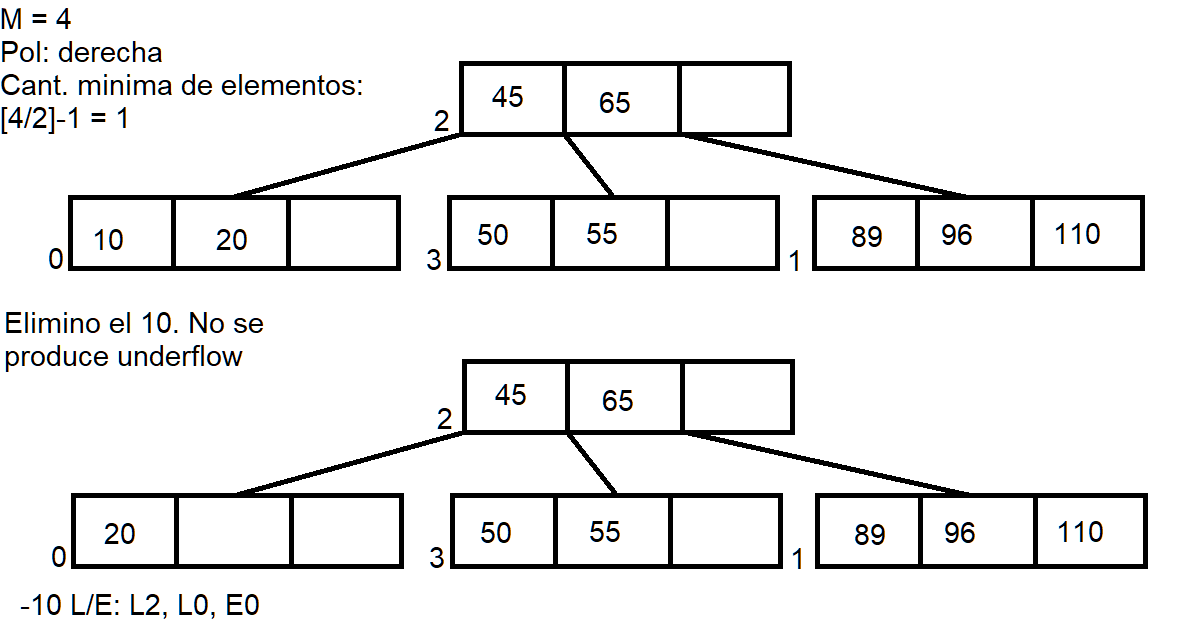 M = 4
Pol: derecha
Cant. minima de elementos:
[4/2]-1 = 1
45 65
2
10 20
50 55
89 96 110
0 3 1
Elimino el 10. No se
produce underflow
45 65
2
20
50 55
89 96 110
0 3 1
-10 L/E: L2, L0, E0